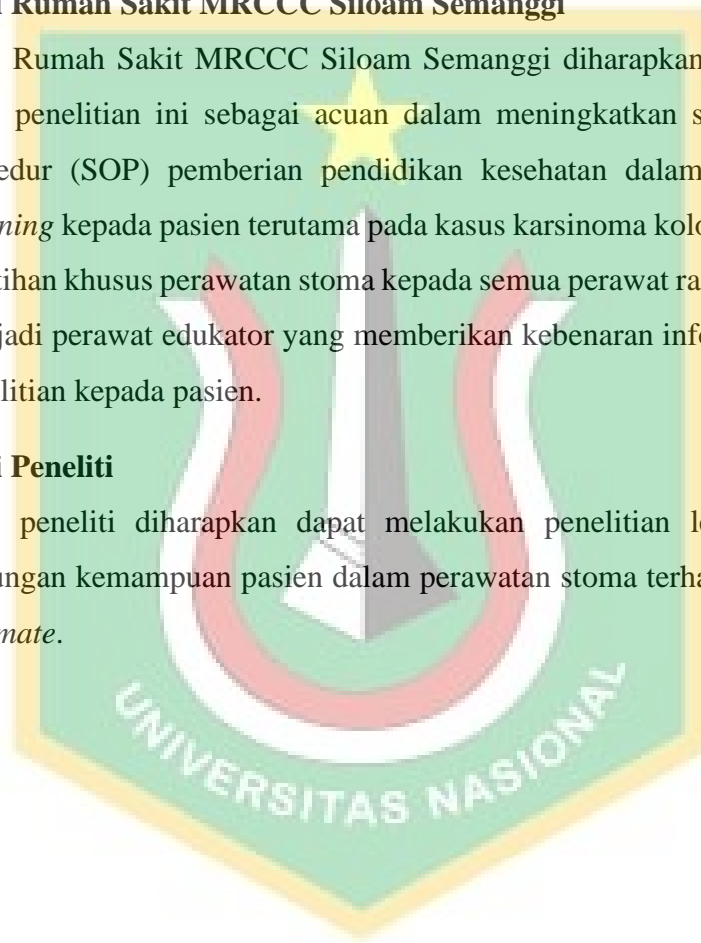 i Rumah Sakit MRCCC Siloam Semanggi
Rumah Sakit MRCCC Siloam Semanggi diharapkan
penelitian ini sebagai acuan dalam meningkatkan s
edur (SOP) pemberian pendidikan kesehatan dalam
ning kepada pasien terutama pada kasus karsinoma kolo
tihan khusus perawatan stoma kepada semua perawat ra
jadi perawat edukator yang memberikan kebenaran info
litian kepada pasien.
i Peneliti
peneliti diharapkan dapat melakukan penelitian l
ungan kemampuan pasien dalam perawatan stoma terha
mate.
UNIVERSITAS NASIONAL